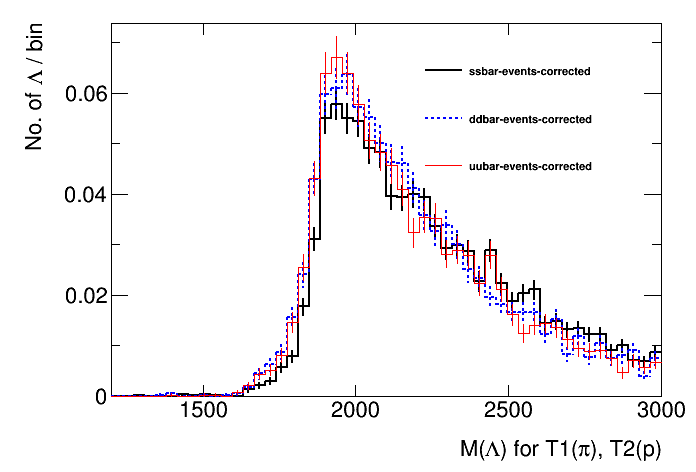 No. of Λ / bin
0.06
0.04
0.02
0
1500
2000
2500
3000
M(Λ) for T1(π), T2(p)
ssbar-events-corrected
ddbar-events-corrected
uubar-events-corrected